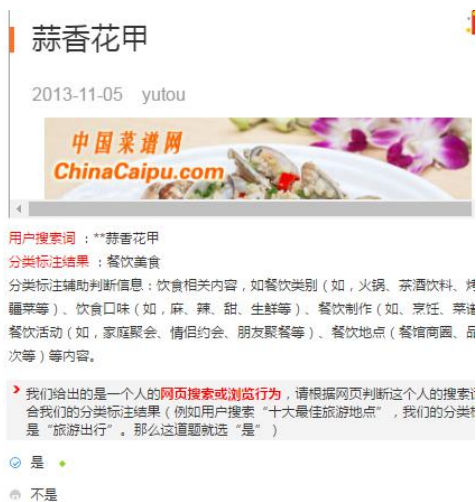 蒜香花甲
2013-11-05 yutou
中国菜谱网
ChinaCaipu.com
用户搜索词 ：**蒜香花甲
分类标注结果 ：餐饮美食
分类标注辅助判断信息：饮食相关内容，如餐饮类别（如，火锅、茶酒饮料、
疆菜等）、饮食口味（如，麻、辣、甜、生鲜等）、餐饮制作（如、烹饪、菜
餐饮活动（如，家庭聚会、情侣约会、朋友聚餐等）、餐饮地点（餐馆商圈、品
次等）等内容。
我们给出的是一个人的网页搜索或浏览行为，请根据网页判断这个人的搜索
合我们的分类标注结果（例如用户搜索“十大最佳旅游地点”，我们的分类
是“旅游出行”。那么这道题就选“是”）
是
不是